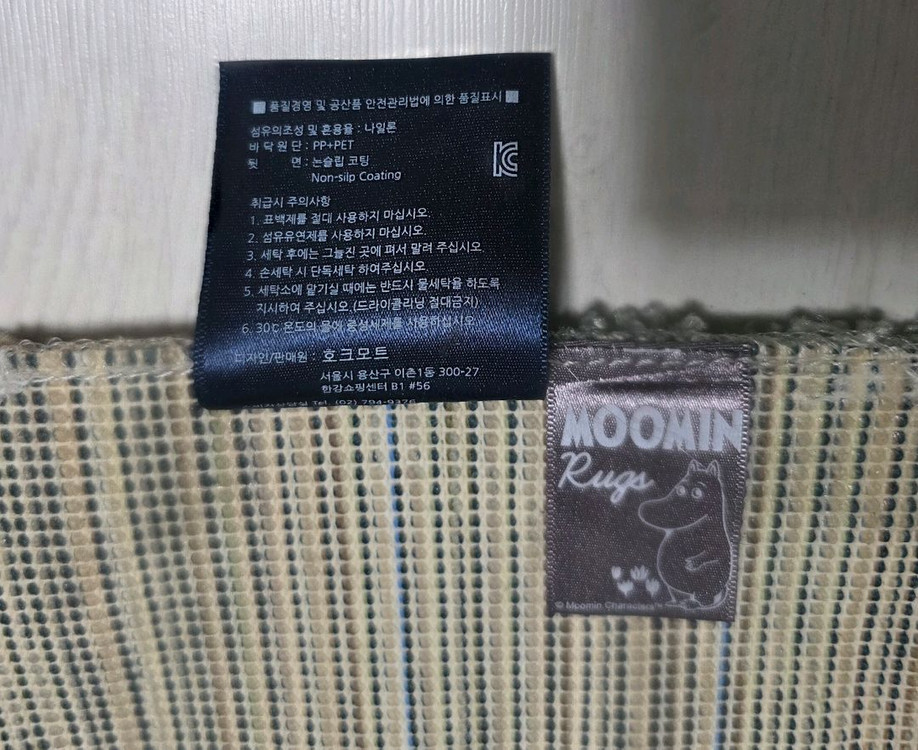 ■ 품질경영 및 공산품 안전관리법에 의한 품질표시 ■
섬유의조성 및 혼용율 : 나일론
바 닥 원 단 : PP+PET
뒷 면 : 논슬립 코팅
Non-silp Coating
취급시 주의사항
1. 표백제를 절대 사용하지 마십시오.
2. 섬유유연제를 사용하지 마십시오.
3. 세탁 후에는 그늘진 곳에 펴서 말려 주십시오
4. 손세탁 시 단독세탁 하여주십시오.
5. 세탁소에 맡기실 때에는 반드시 물세탁을 하도록
지시하여 주십시오.(드라이클리닝 절대금지)
6. 30℃ 온도의 물에 중성세제를 사용하십시오
디자인/판매원 : 호크모트
서울시 용산구 이촌1동 300-27
한강쇼핑센터 B1 #56
Tel. (02) 794-9376
MOOMIN
Rugs
© Moomin Characters™